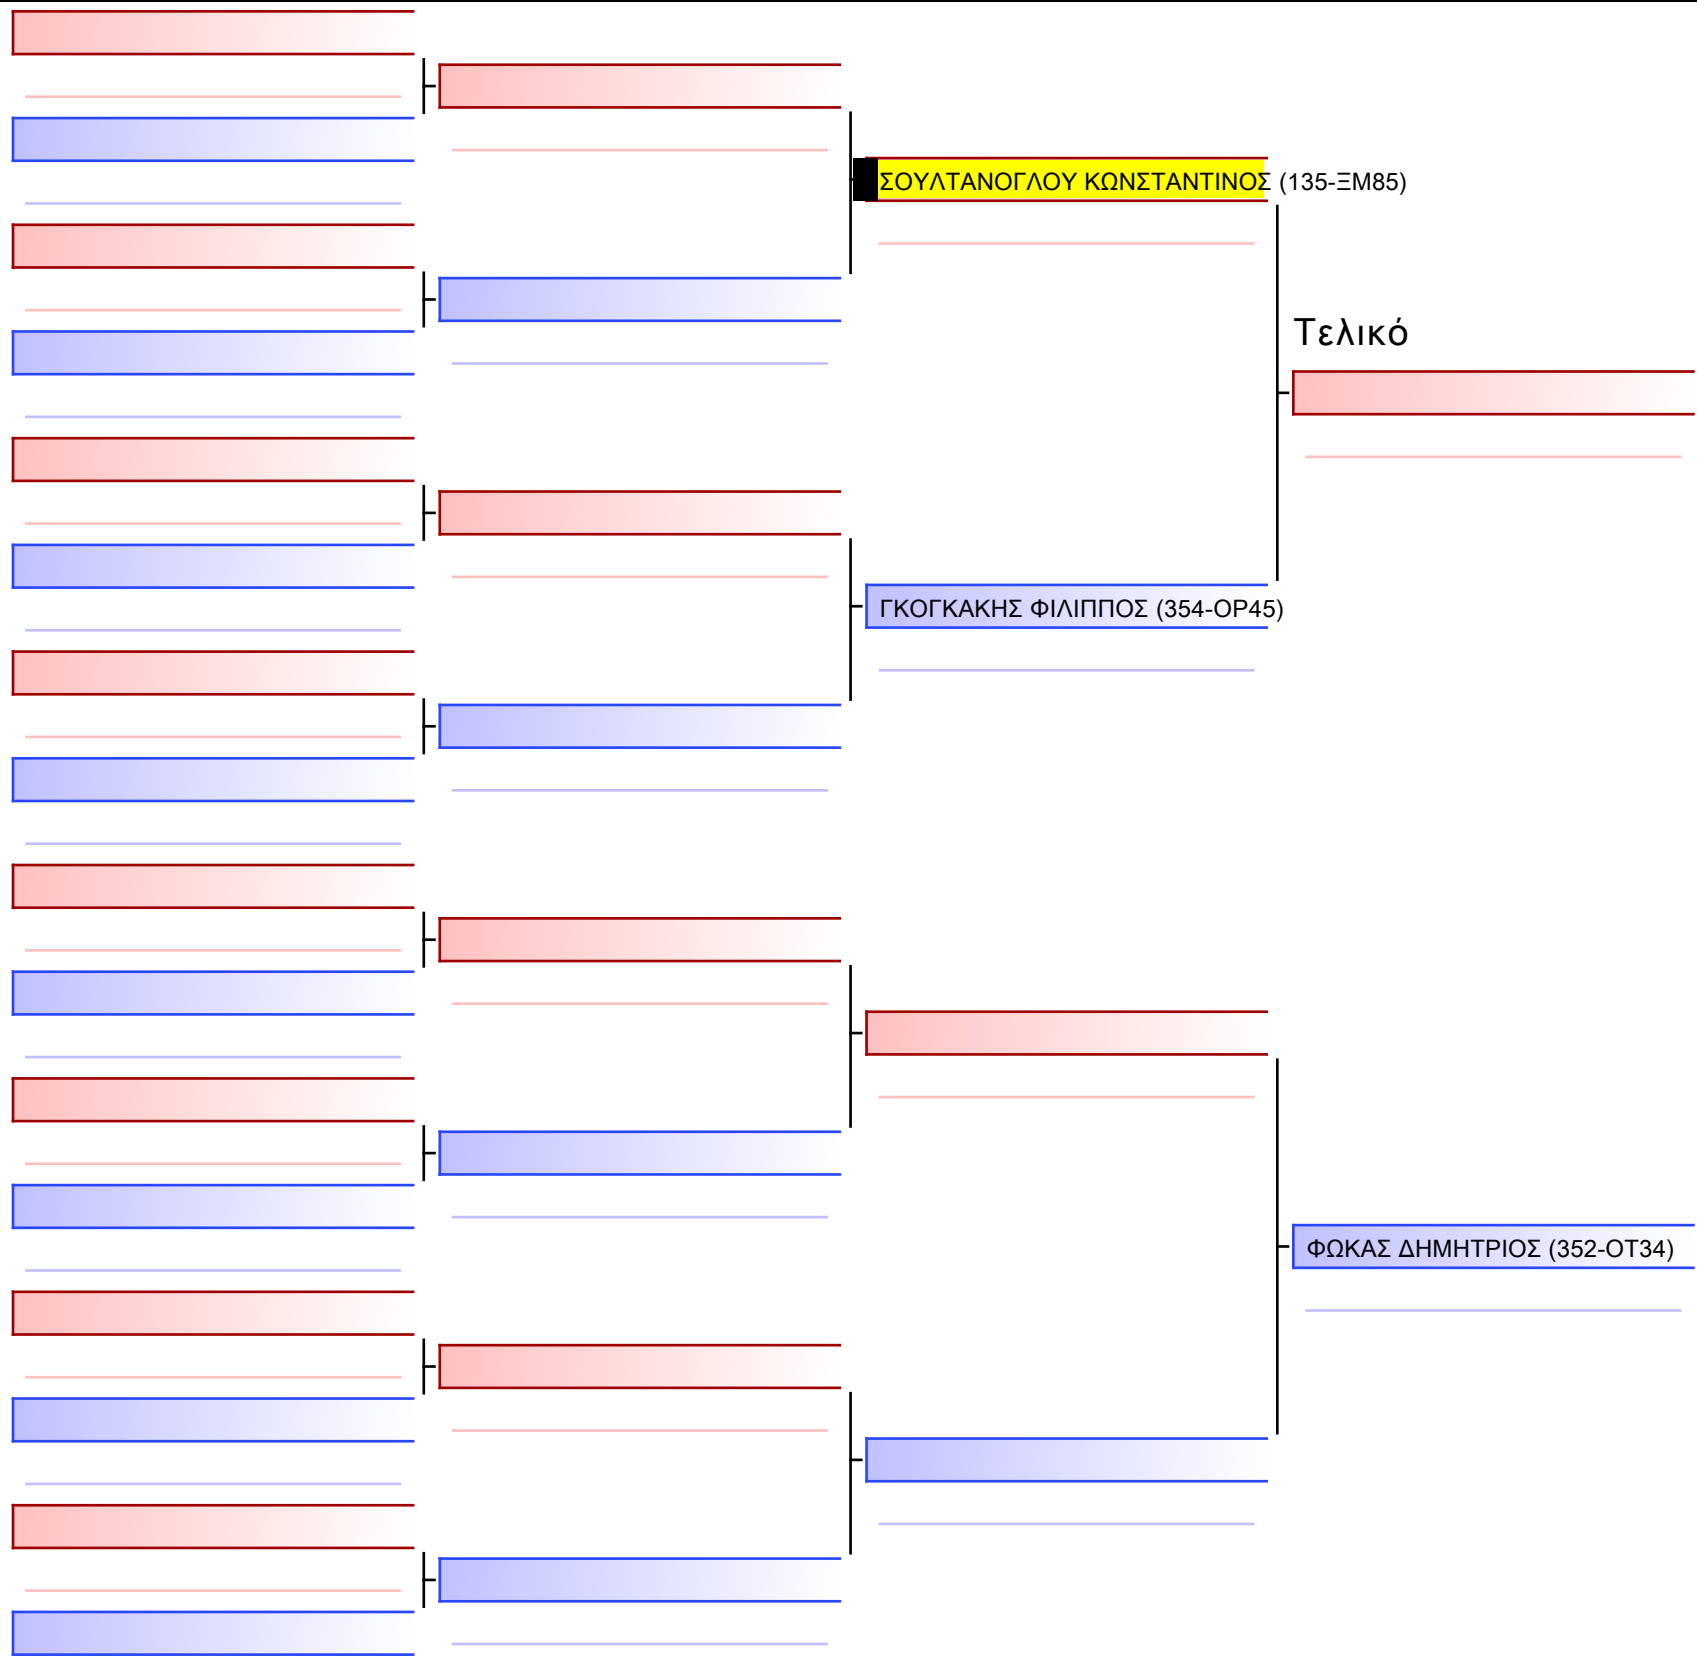 ΣΟΥΛΤΑΝΟΓΛΟΥ ΚΩΝΣΤΑΝΤΙΝΟΣ (135-ΞΜ85)
Τελικό
ΓΚΟΓΚΑΚΗΣ ΦΙΛΙΠΠΟΣ (354-ΟΡ45)
ΦΩΚΑΣ ΔΗΜΗΤΡΙΟΣ (352-ΟΤ34)